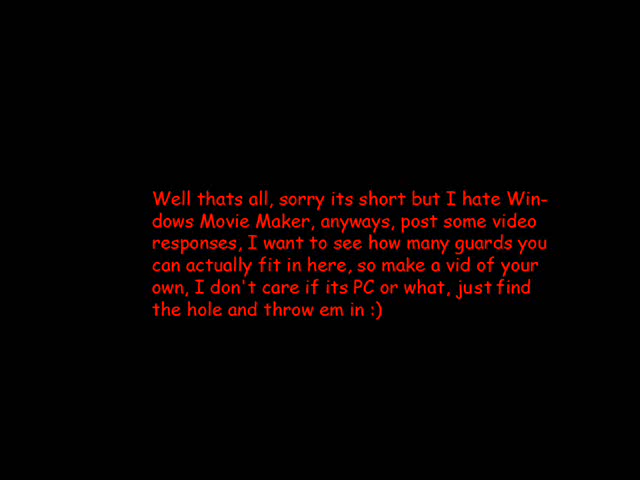 Well thats all, sorry its short but I hate Win-
dows Movie Maker, anyways, post some video
responses, I want to see how many guards you
can actually fit in here, so make a vid of your
own, I don't care if its PC or what, just find
the hole and throw em in :)